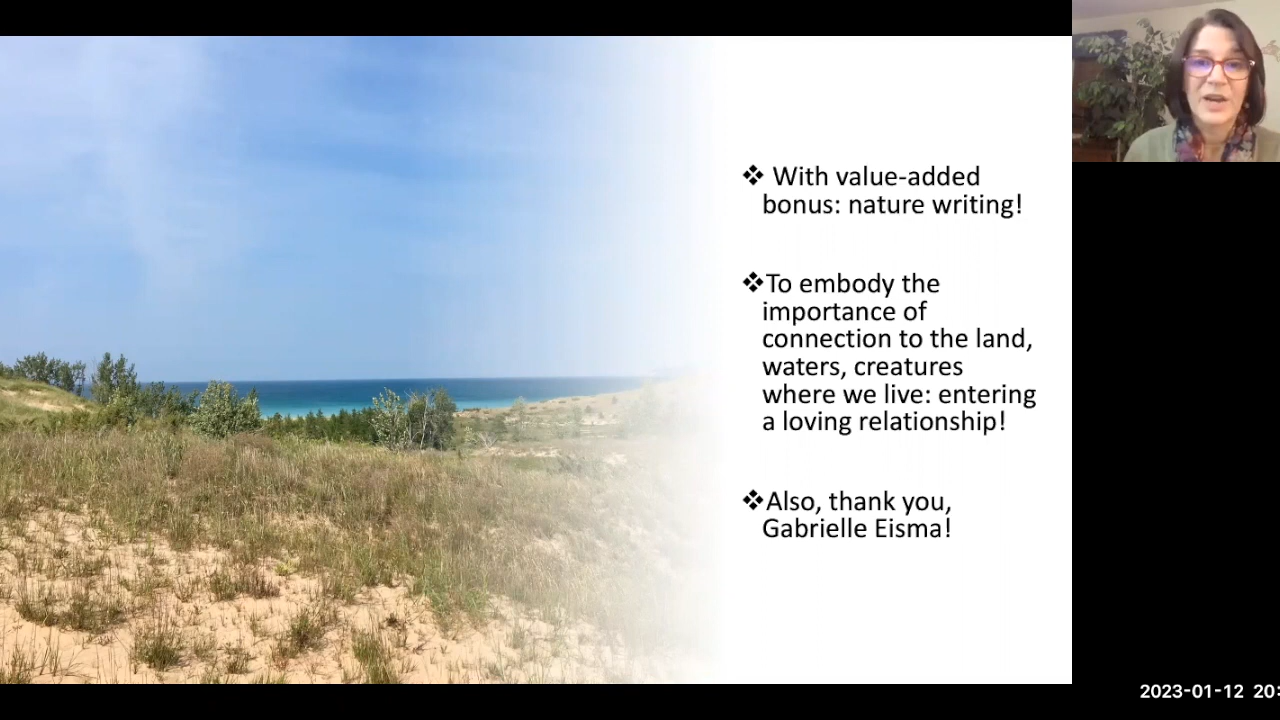 ❖ With value-added
bonus: nature writing!
❖To embody the
importance of
connection to the land,
waters, creatures
where we live: entering
a loving relationship!
❖Also, thank you,
Gabrielle Eisma!
2023-01-12 20: